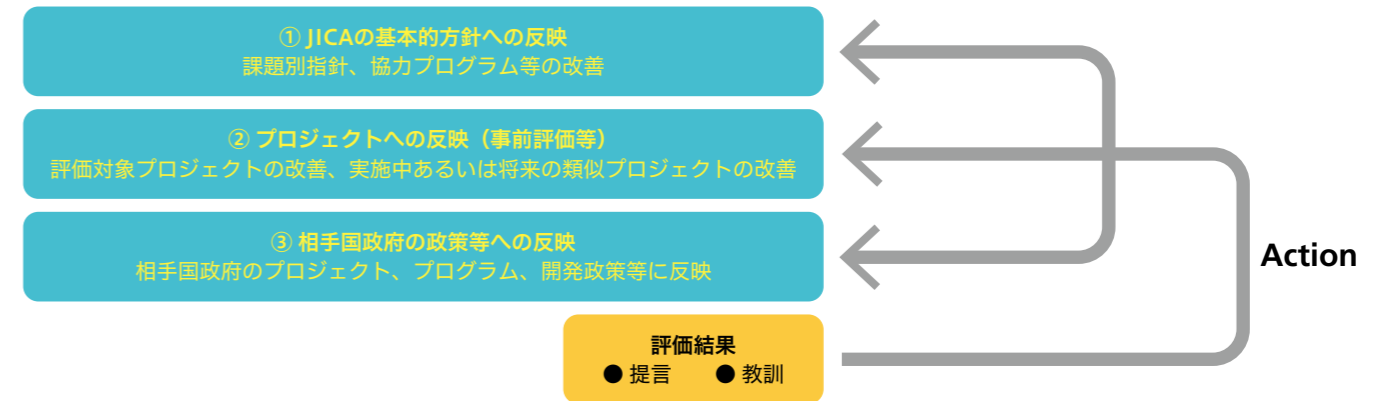 ① JICAの基本的方針への反映
課題別指針、協力プログラム等の改善
② プロジェクトへの反映（事前評価等）
評価対象プロジェクトの改善、実施中あるいは将来の類似プロジェクトの改善
③ 相手国政府の政策等への反映
相手国政府のプロジェクト、プログラム、開発政策等に反映
Action
評価結果
● 提言 ● 教訓